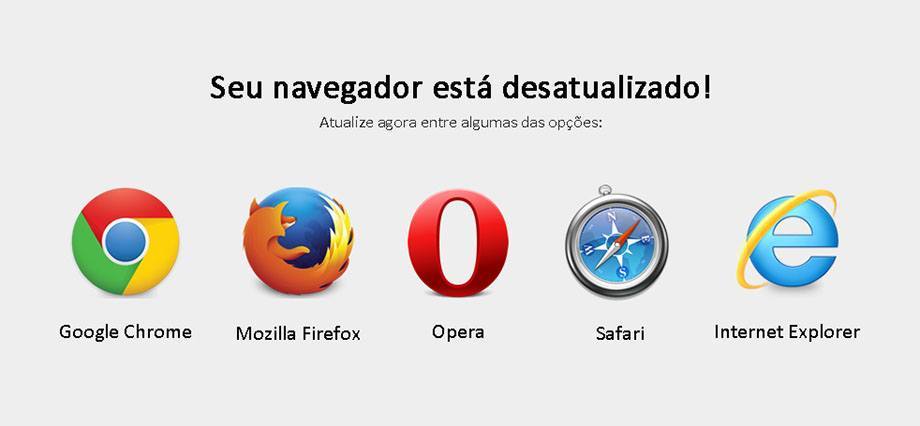 Seu navegador está desatualizado!
Atualize agora entre algumas das opções:
Google Chrome Mozilla Firefox Opera Safari Internet Explorer